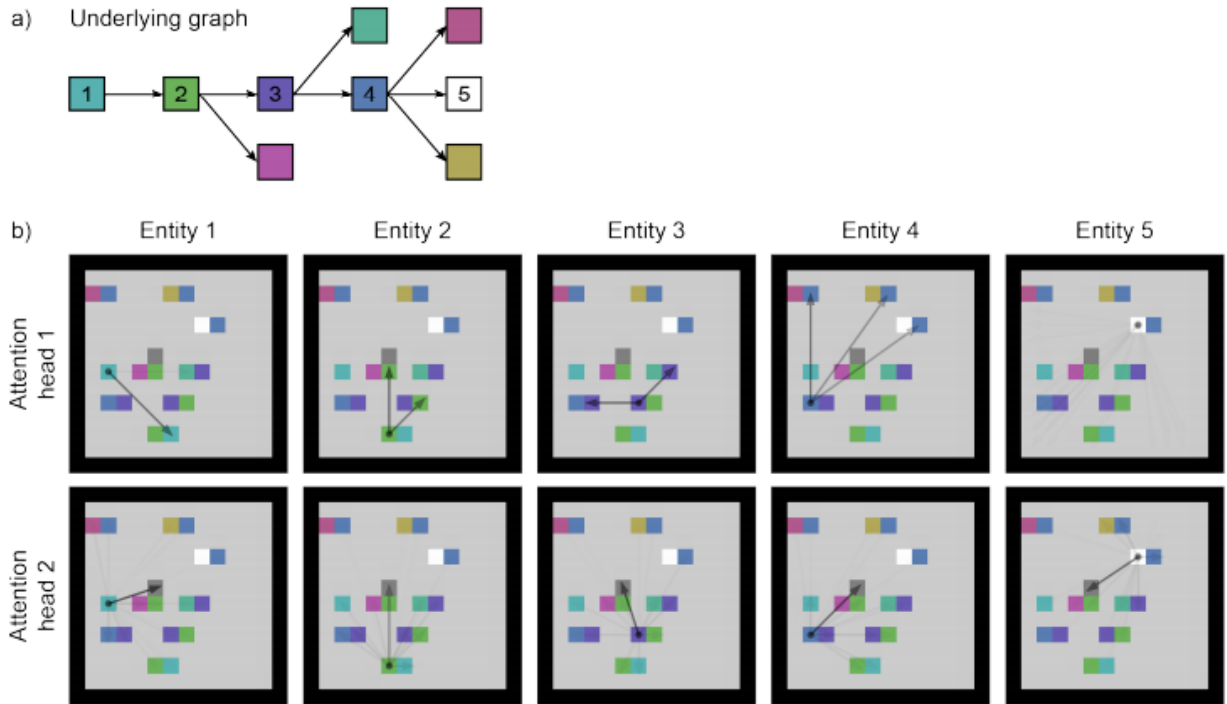 a) Underlying graph
1 2 3 4 5
b) Entity 1 Entity 2 Entity 3 Entity 4 Entity 5
Attention
head 1
Attention
head 2